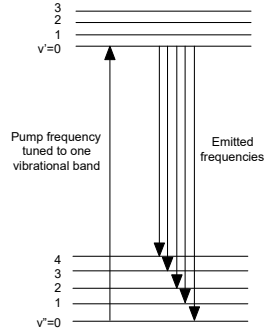 3
2
1
v'=0
Pump frequency
tuned to one
vibrational band
Emitted
frequencies
4
3
2
1
v"=0